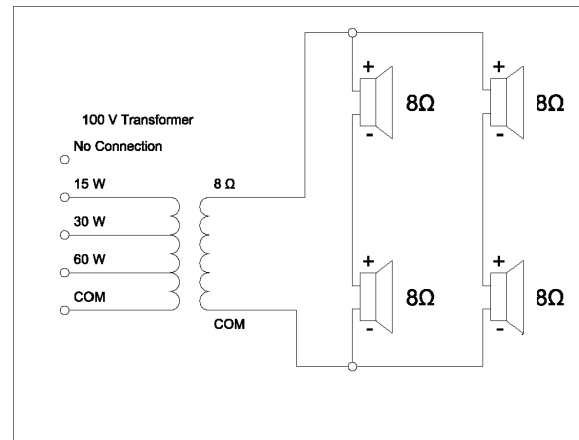 100 V Transformer
No Connection
15 W
30 W
60 W
COM
8 Ω
COM
+
-
8Ω
+
-
8Ω
+
-
8Ω
+
-
8Ω